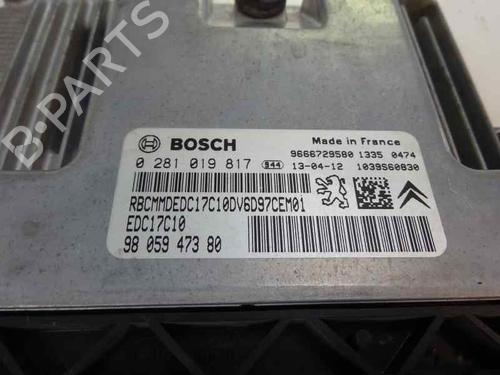 BOSCH
Made in France
0 281 019 817 944
9666729580 1335 0474
13-04-12 1039S60830
RBCMMDEDC17C10DV6D97CEM01
EDC17C10
98 059 473 80
B-PARTS